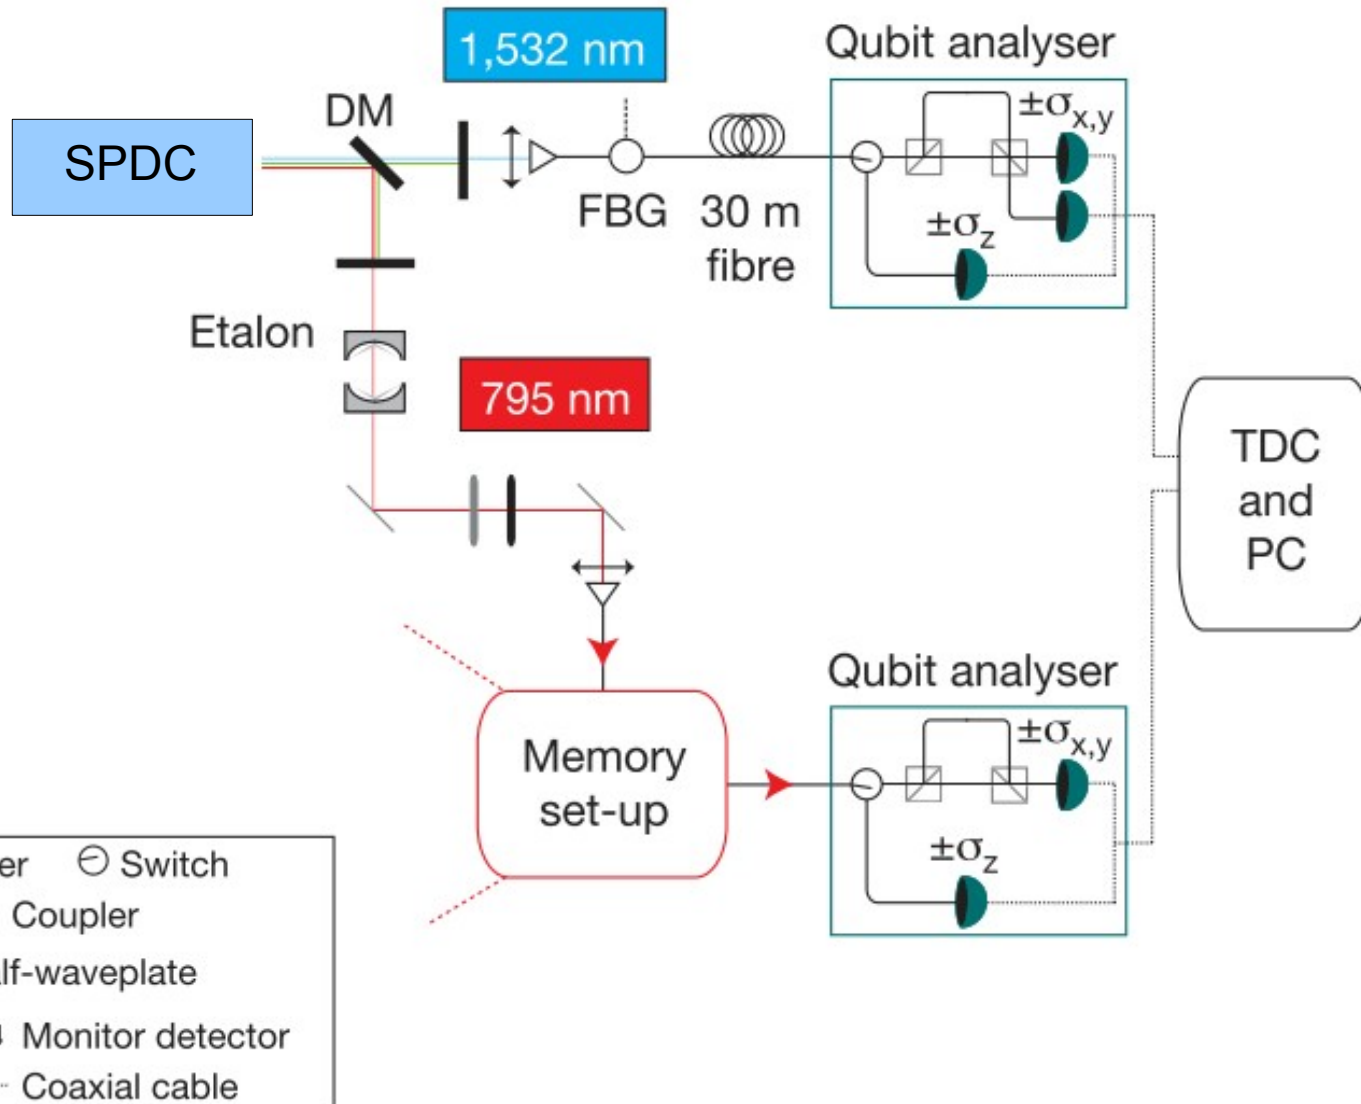 1,532 nm
Qubit analyser
DM
SPDC
±σx,y
FBG
30 m
fibre
±σz
Etalon
795 nm
TDC
and
PC
Qubit analyser
±σx,y
Memory
set-up
±σz
Switch
Coupler
Monitor detector
Coaxial cable